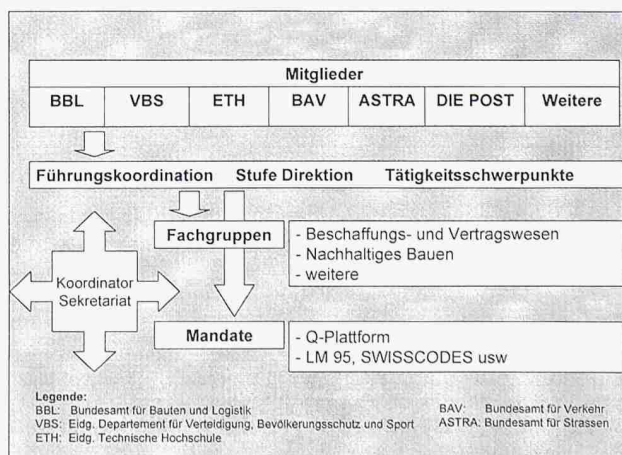 Mitglieder
BBL VBS ETH BAV ASTRA DIE POST Weitere
Führungskoordination Stufe Direktion Tätigkeitsschwerpunkte
Fachgruppen
- Beschaffungs- und Vertragswesen
- Nachhaltiges Bauen
- weitere
Koordinator
Sekretariat
Mandate
- Q-Plattform
- LM 95, SWISSCODES usw
Legende:
BBL: Bundesamt für Bauten und Logistik
VBS: Eidg. Departement für Verteidigung, Bevölkerungsschutz und Sport
ETH: Eidg. Technische Hochschule
BAV: Bundesamt für Verkehr
ASTRA: Bundesamt für Strassen